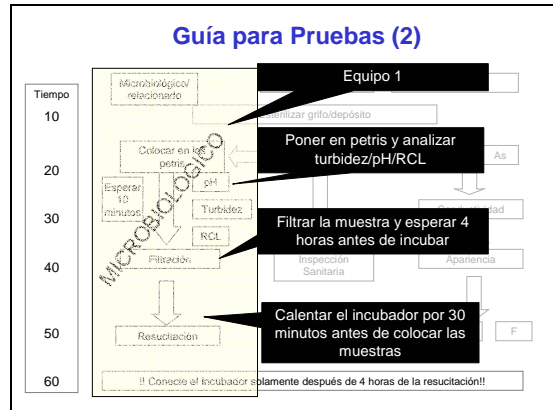 Guía para Pruebas (2)
Tiempo
10
20
30
40
50
60
Microbiológico/
relacionado
Equipo 1
esterilizar grifo/depósito
Colocar en los
petris
Poner en petris y analizar
turbidez/pH/RCL
As
pH
Esperar
10
minutos
Turbidez
RCL
MICROBIOLOGICO
Filtrar la muestra y esperar 4
horas antes de incubar
Filtración
Inspección
Sanitaria
Apariencia
Calentar el incubador por 30
minutos antes de colocar las
muestras
Resucitación
F
!! Conecte el incubador solamente después de 4 horas de la resucitación!!